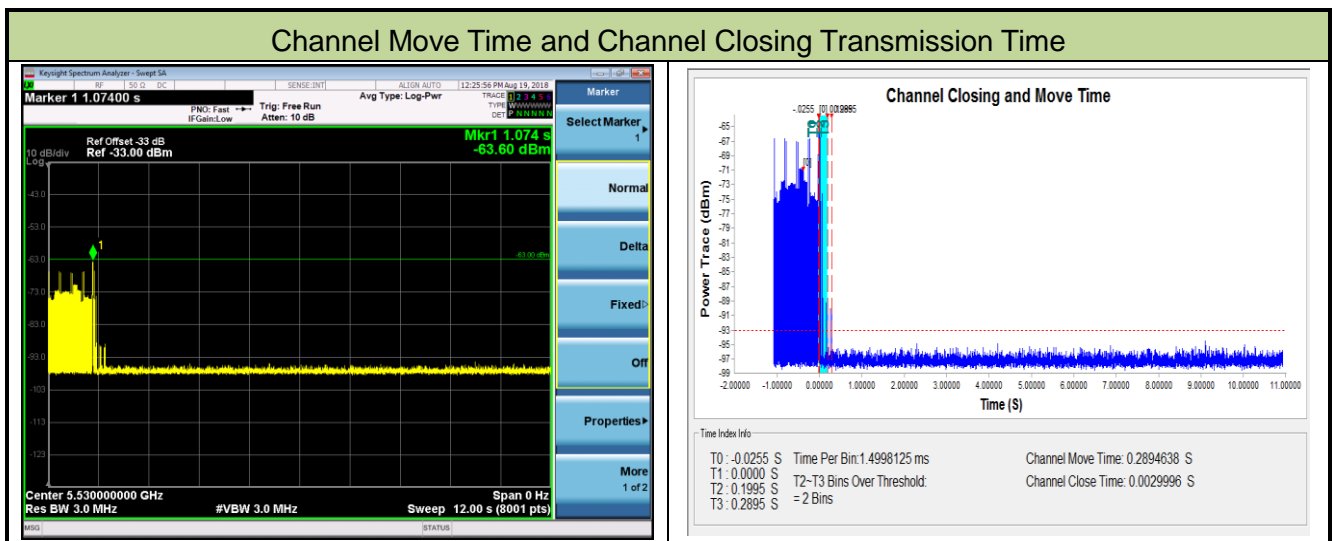 Channel Move Time and Channel Closing Transmission Time
Keysight Spectrum Analyzer - Swept SA
RF 50 Ω DC SENSE:INT ALIGN AUTO 12:25:56 PM Aug 19, 2018
Marker 1 1.07400 s
PNO: Fast
IFGain:Low
Trig: Free Run
Atten: 10 dB
Avg Type: Log-Pwr
TRACE 1 2 3 4 5 6
TYPE WWWWWW
DET P NNNNN
Ref Offset -33 dB
10 dB/div Ref -33.00 dBm
Log
Mkr1 1.074 s
-63.60 dBm
-43.0
-53.0
1
-63.00 dBm
-63.0
-73.0
-83.0
-93.0
-103
-113
-123
Center 5.530000000 GHz Span 0 Hz
Res BW 3.0 MHz #VBW 3.0 MHz Sweep 12.00 s (8001 pts)
MSG STATUS
Marker
Select Marker
1
Normal
Delta
Fixed
Off
Properties
More
1 of 2
Channel Closing and Move Time
-.0255 [0]
[0]
Power Trace (dBm)
-65
-67
-69
-71
-73
-75
-77
-79
-81
-83
-85
-87
-89
-91
-93
-95
-97
-99
-2.00000 -1.00000 0.00000 1.00000 2.00000 3.00000 4.00000 5.00000 6.00000 7.00000 8.00000 9.00000 10.00000 11.00000
Time (S)
Time Index Info
T0 : -0.0255 S
T1 : 0.0000 S
T2 : 0.1995 S
T3 : 0.2895 S
Time Per Bin:1.4998125 ms
T2~T3 Bins Over Threshold:
= 2 Bins
Channel Move Time: 0.2894638 S
Channel Close Time: 0.0029996 S